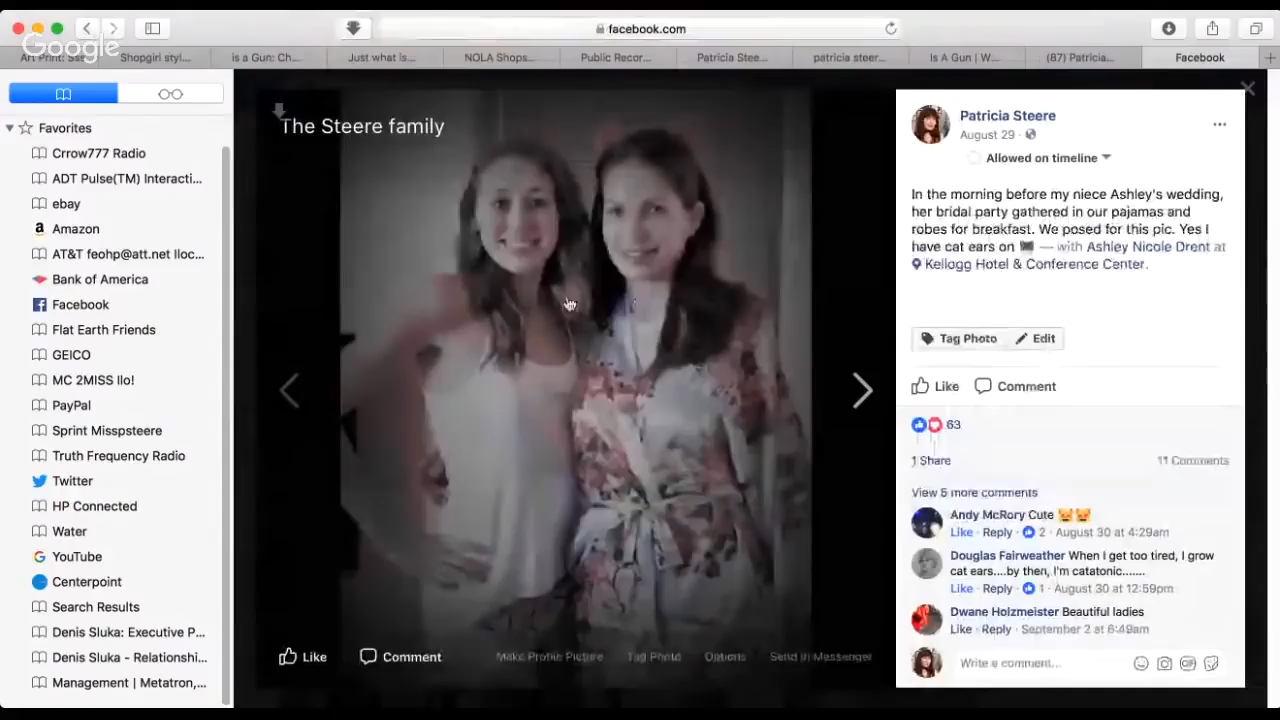 facebook.com
Google
Shopgirl styl...
is a Gun: Ch...
Just what is...
NOLA Shops...
Public Recor...
Patricia Stee...
patricia steer...
Is A Gun | W...
(87) Patricia...
Facebook
Favorites
Crrow777 Radio
ADT Pulse(TM) Interacti...
ebay
Amazon
AT&T feohp@att.net lloc...
Bank of America
Facebook
Flat Earth Friends
GEICO
MC 2MISS llo!
PayPal
Sprint Misspsteere
Truth Frequency Radio
Twitter
HP Connected
Water
YouTube
Centerpoint
Search Results
Denis Sluka: Executive P...
Denis Sluka - Relationshi...
Management | Metatron,...
The Steere family
Like
Comment
Make Profile Picture
Tag Photo
Options
Send in Messenger
Patricia Steere
August 29
Allowed on timeline
In the morning before my niece Ashley's wedding,
her bridal party gathered in our pajamas and
robes for breakfast. We posed for this pic. Yes I
have cat ears on — with Ashley Nicole Drent at
Kellogg Hotel & Conference Center.
Tag Photo
Edit
Like
Comment
63
1 Share
11 Comments
View 5 more comments
Andy McRory Cute
Like · Reply · 2 · August 30 at 4:29am
Douglas Fairweather When I get too tired, I grow
cat ears....by then, I'm catatonic.......
Like · Reply · 1 · August 30 at 12:59pm
Dwane Holzmeister Beautiful ladies
Like · Reply · September 2 at 6:49am
Write a comment...
GIF